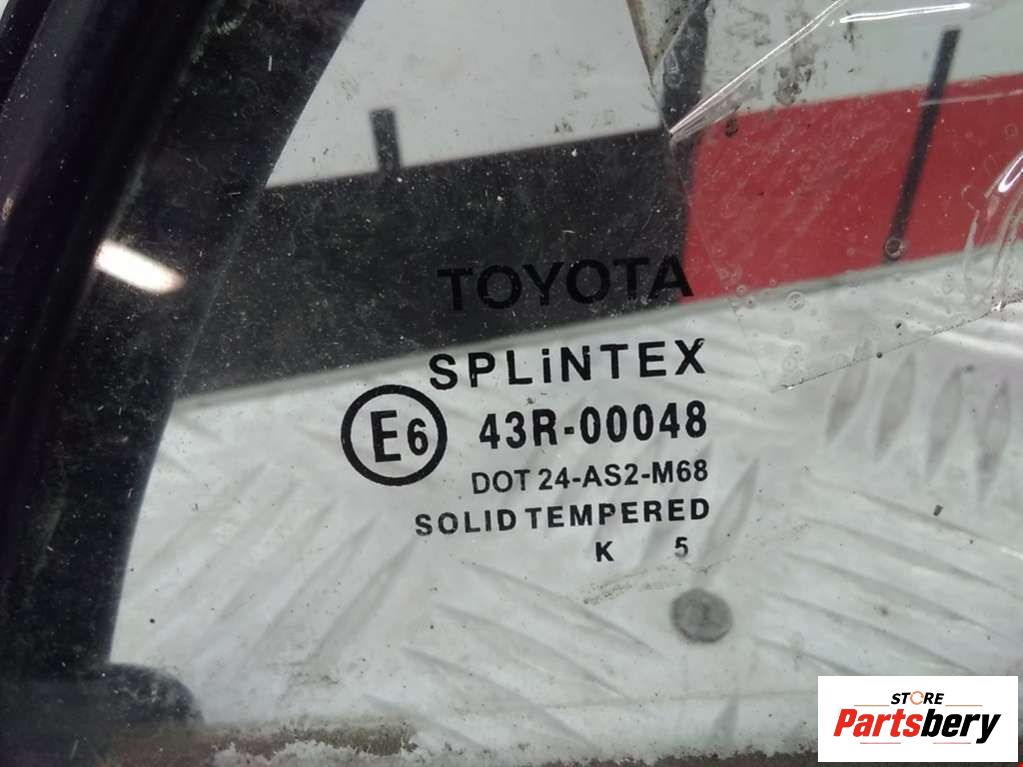 TOYOTA
SPLiNTEX
E6 43R-00048
DOT 24-AS2-M68
SOLID TEMPERED
K 5
STORE
Partsbery